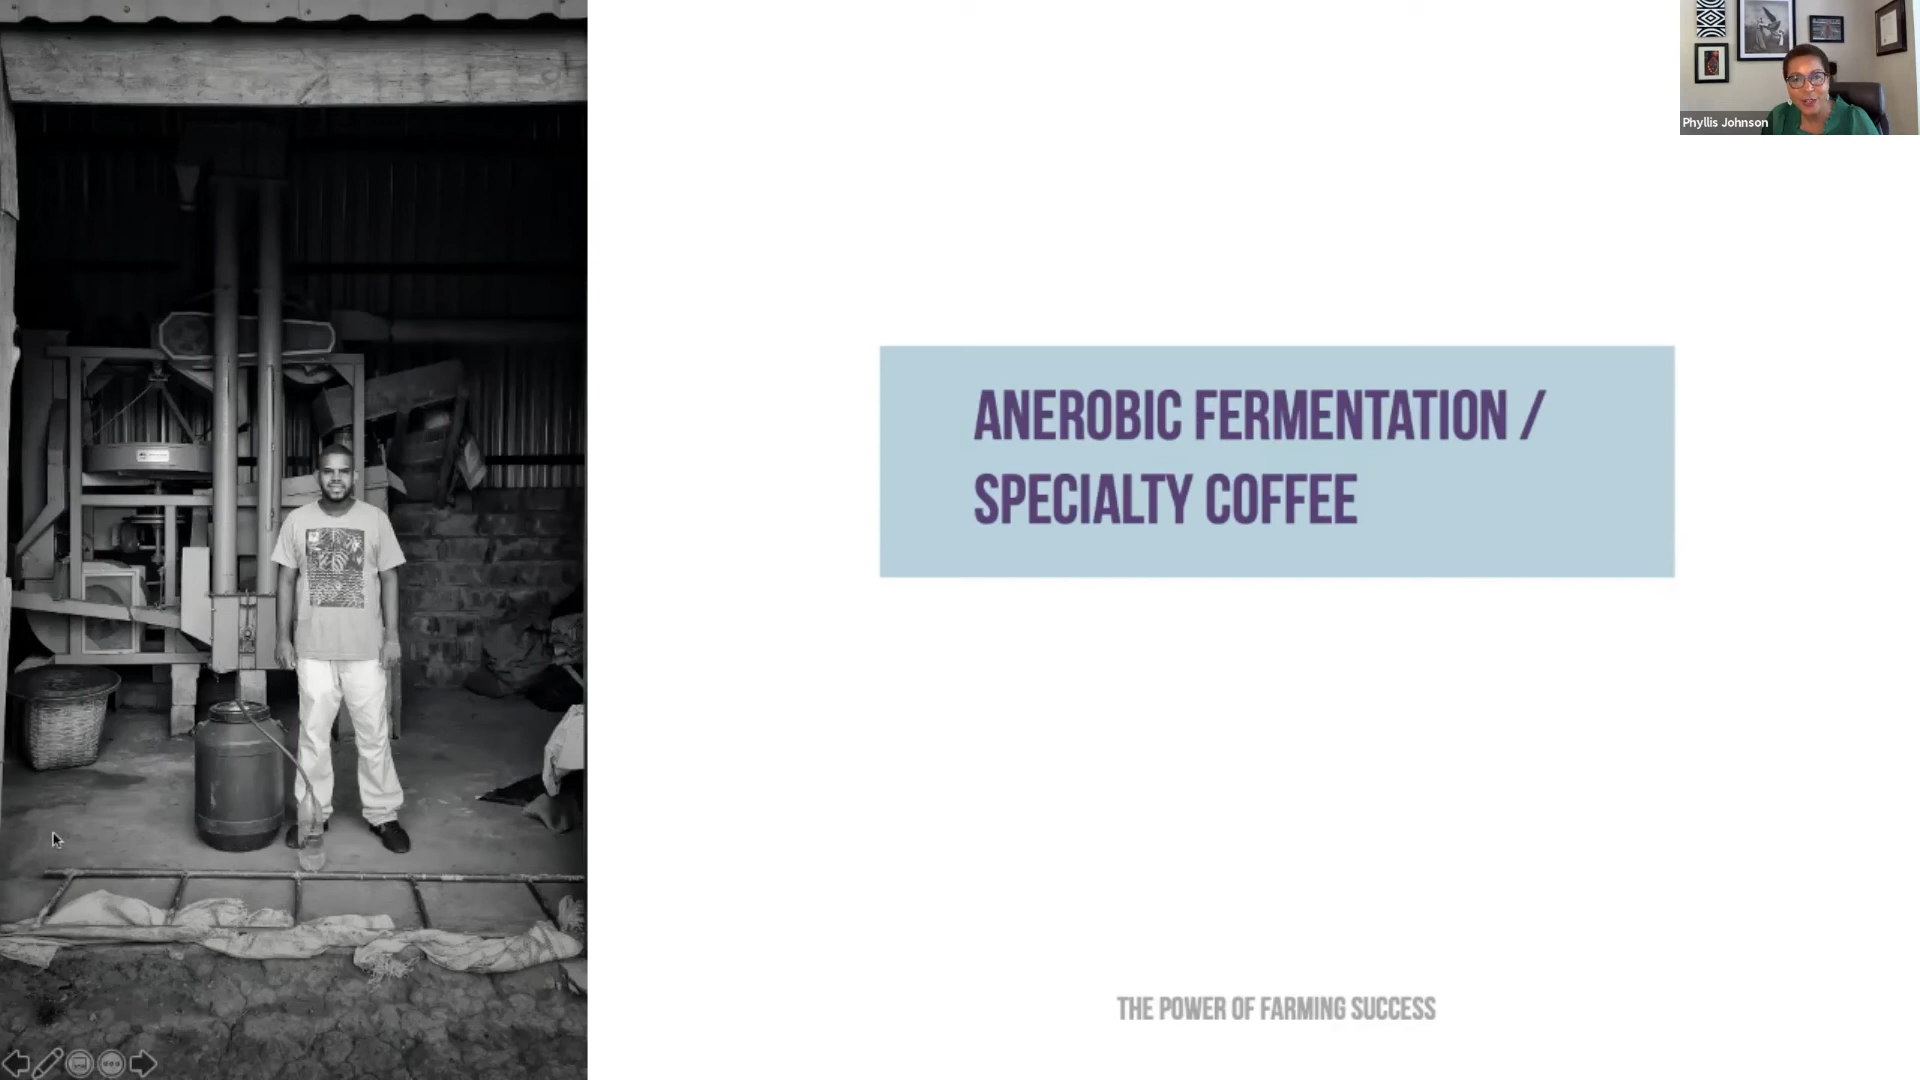 Phyllis Johnson
ANEROBIC FERMENTATION /
SPECIALTY COFFEE
THE POWER OF FARMING SUCCESS